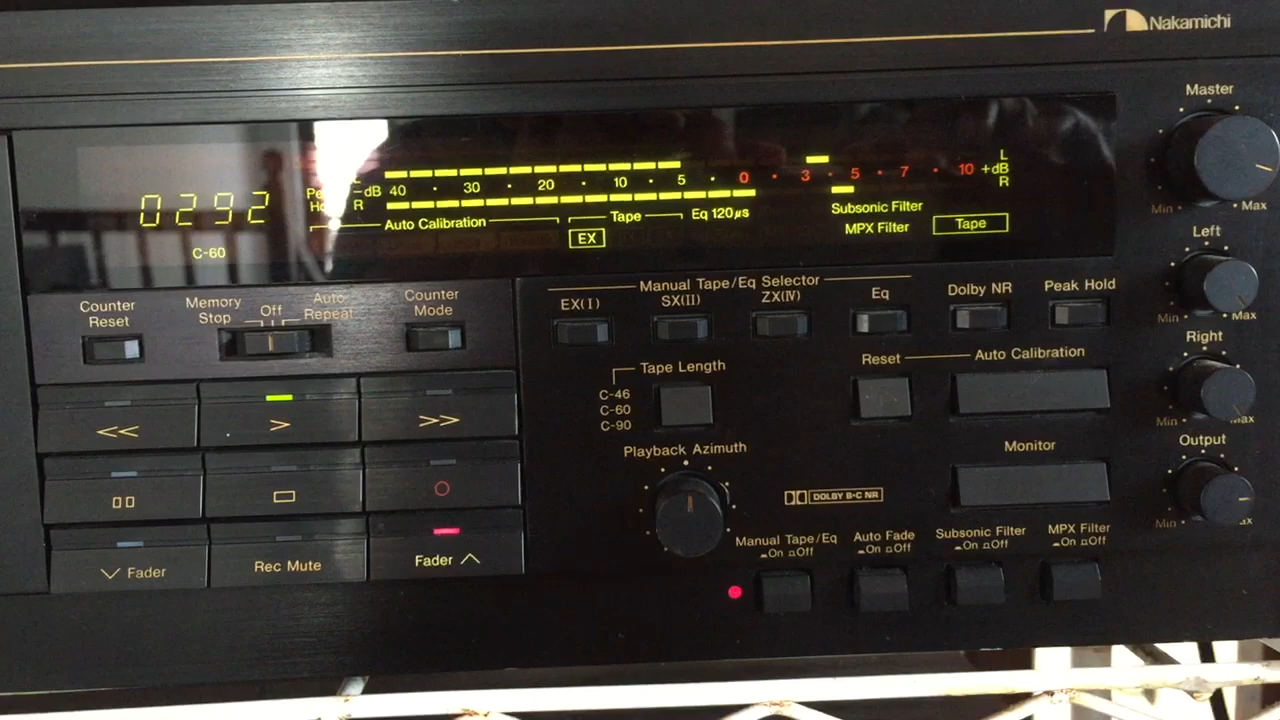 Nakamichi
Master
Min Max
0292
C-60
dB 40 30 20 10 5 0 3 5 7 10 +dB
L
R
R
Auto Calibration
Tape
EX
Eq 120μs
Subsonic Filter
MPX Filter
Tape
Left
Min Max
Counter Reset
Memory Stop
Off
Auto Repeat
Counter Mode
Manual Tape/Eq Selector
EX(I)
SX(II)
ZX(IV)
Eq
Dolby NR
Peak Hold
Right
Min Max
Tape Length
C-46
C-60
C-90
Reset
Auto Calibration
<<
>
>>
Playback Azimuth
Monitor
Output
Min
DOLBY B·C NR
Manual Tape/Eq
On Off
Auto Fade
On Off
Subsonic Filter
On Off
MPX Filter
On Off
Fader
Rec Mute
Fader